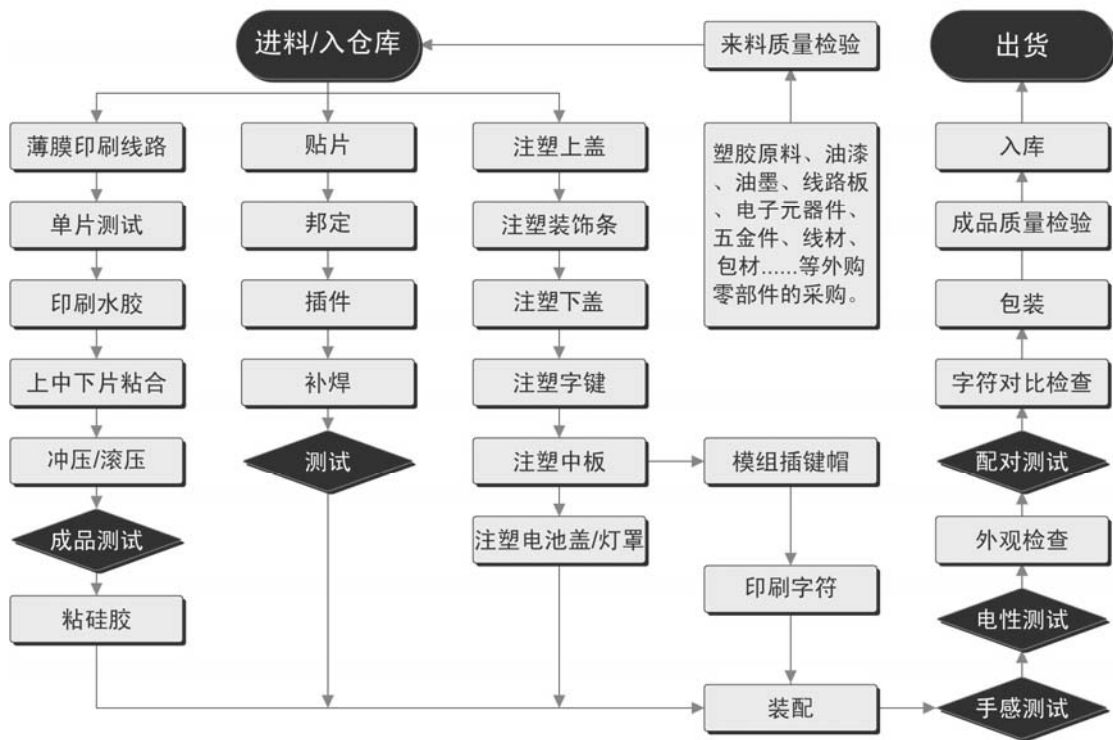 进料/入仓库
来料质量检验
出货
薄膜印刷线路
贴片
注塑上盖
塑胶原料、油漆
、油墨、线路板
、电子元器件、
五金件、线材、
包材......等外购
零部件的采购。
入库
单片测试
邦定
注塑装饰条
成品质量检验
印刷水胶
插件
注塑下盖
包装
上中下片粘合
补焊
注塑字键
字符对比检查
冲压/滚压
测试
注塑中板
模组插键帽
配对测试
成品测试
注塑电池盖/灯罩
外观检查
粘硅胶
印刷字符
电性测试
装配
手感测试